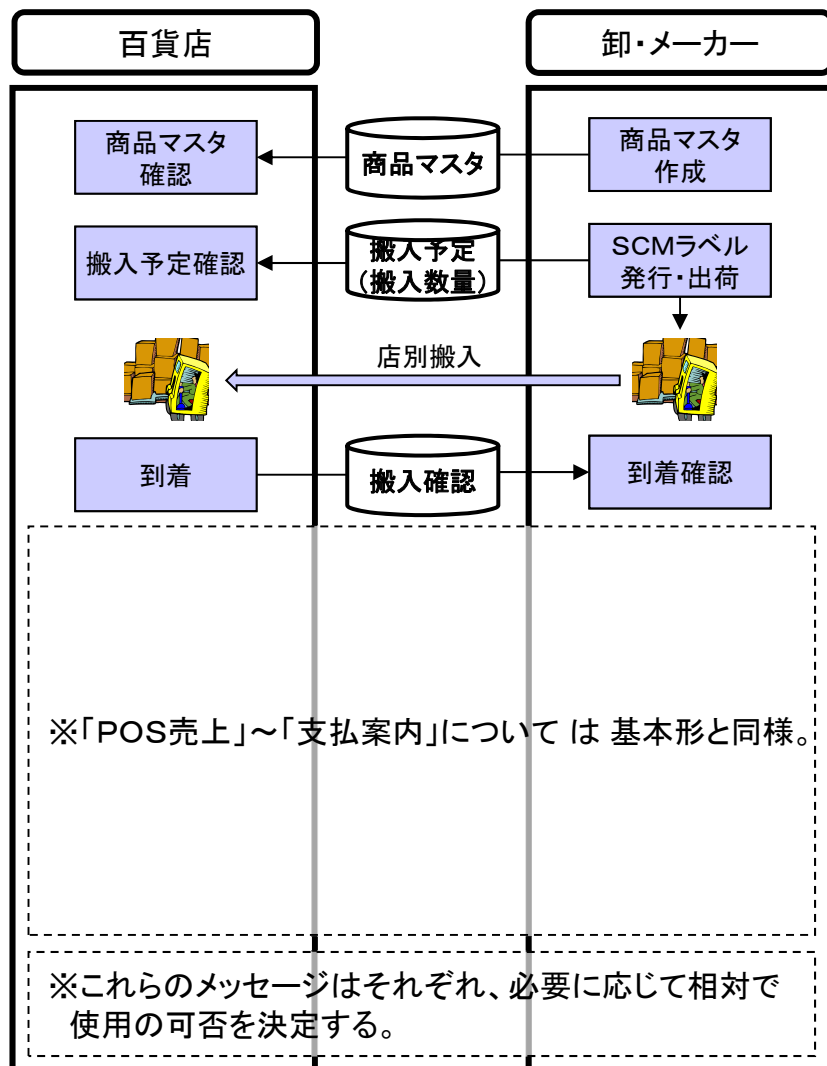 百貨店
卸・メーカー
商品マスタ
確認
商品マスタ
商品マスタ
作成
搬入予定確認
搬入予定
(搬入数量)
SCMラベル
発行・出荷
店別搬入
到着
搬入確認
到着確認
※「POS売上」～「支払案内」について は 基本形と同様。
※これらのメッセージはそれぞれ、必要に応じて相対で
使用の可否を決定する。